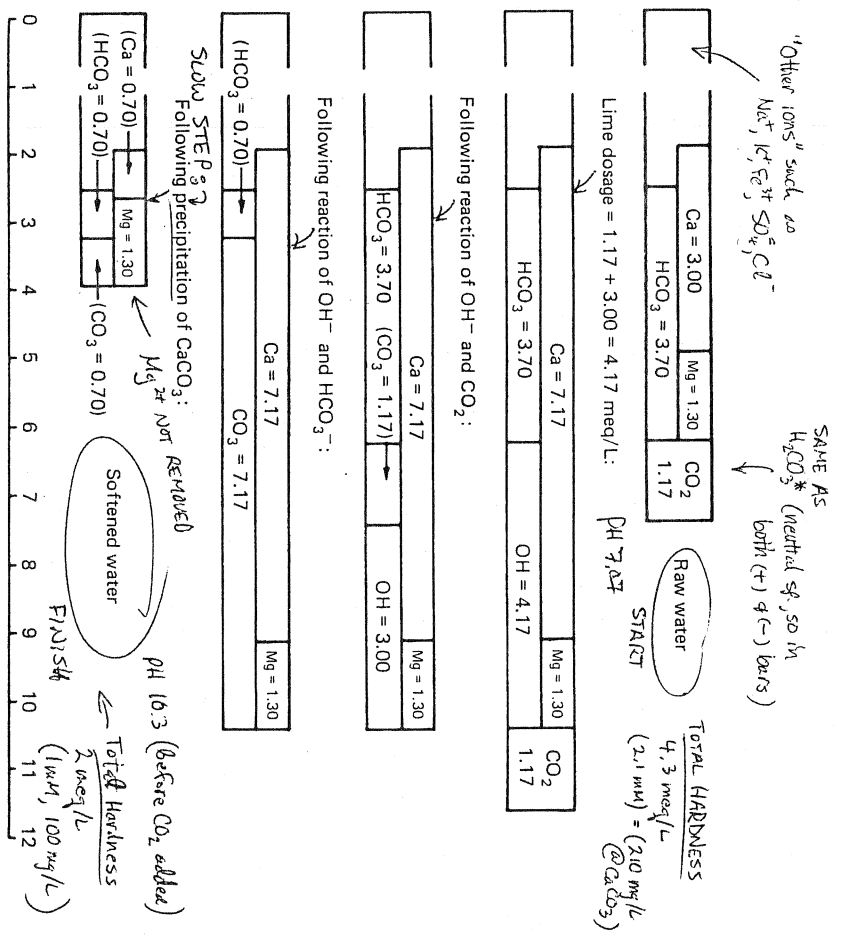 "Other ions" such as
Na⁺, K⁺, Fe³⁺, SO₄⁼, Cl⁻
SAME AS
H₂CO₃* (neutral sp., so in
both (+) & (-) bars)
Ca = 3.00
Mg = 1.30
HCO₃ = 3.70
CO₂
1.17
Raw water
START
pH 7.07
TOTAL HARDNESS
4.3 meq/L
(2.1 mM) = (210 mg/L
@CaCO₃)
Lime dosage = 1.17 + 3.00 = 4.17 meq/L:
Ca = 7.17
Mg = 1.30
HCO₃ = 3.70
OH = 4.17
CO₂
1.17
Following reaction of OH⁻ and CO₂:
Ca = 7.17
Mg = 1.30
HCO₃ = 3.70 (CO₃ = 1.17)
OH = 3.00
Following reaction of OH⁻ and HCO₃⁻:
Ca = 7.17
Mg = 1.30
(HCO₃ = 0.70)
CO₃ = 7.17
SLOW STEP:
Following precipitation of CaCO₃:
Mg²⁺ NOT REMOVED
(Ca = 0.70)
Mg = 1.30
(HCO₃ = 0.70)
(CO₃ = 0.70)
Softened water
FINISH
pH 10.3 (before CO₂ added)
Total Hardness
2 meq/L
(1 mM, 100 mg/L)
0 1 2 3 4 5 6 7 8 9 10 11 12